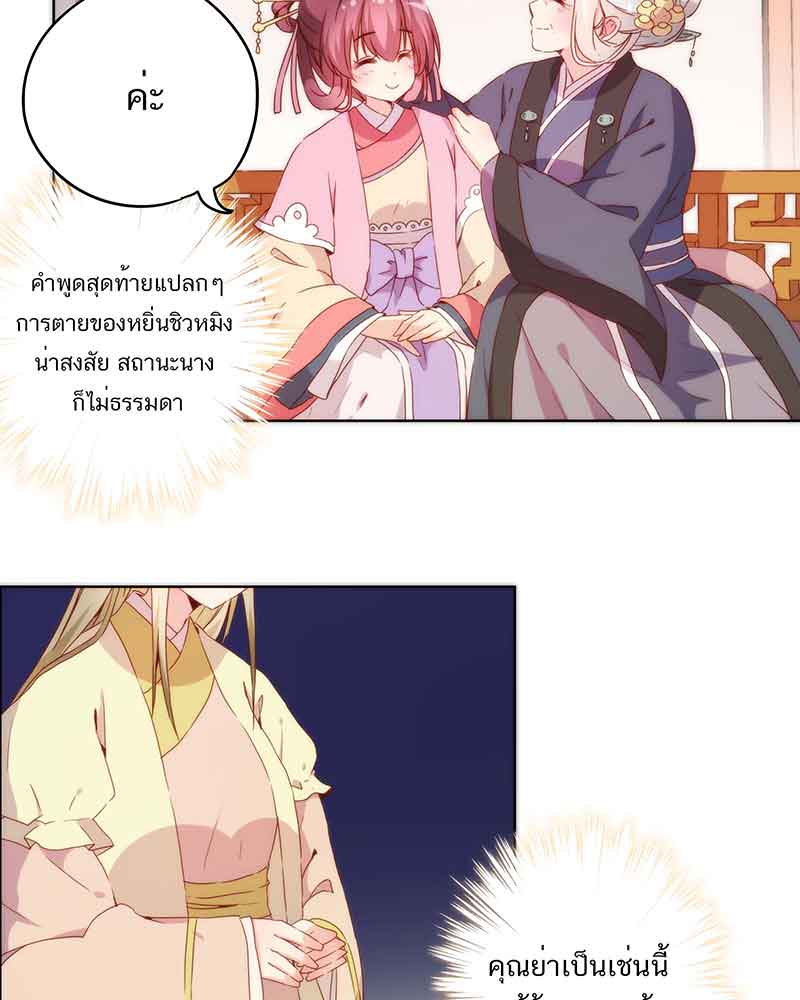 ค่ะ
คำพูดสุดท้ายแปลกๆ
การตายของหยิ่นชิวหมิง
น่าสงสัย สถานะนาง
ก็ไม่ธรรมดา
คุณย่าเป็นเช่นนี้